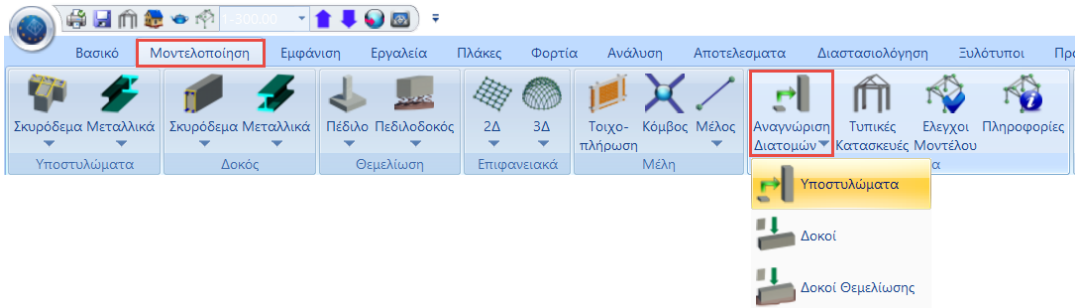 -300.00
Βασικό Μοντελοποίηση Εμφάνιση Εργαλεία Πλάκες Φορτία Ανάλυση Αποτελεσματα Διαστασιολόγηση Ξυλότυποι Πρ
Σκυρόδεμα Μεταλλικά Σκυρόδεμα Μεταλλικά Πέδιλο Πεδιλοδοκός 2Δ 3Δ Τοιχο- Κόμβος Μέλος Αναγνώριση Τυπικές Ελεγχοι Πληροφορίες
πλήρωση Διατομών Κατασκευές Μοντέλου
Υποστυλώματα Δοκός Θεμελίωση Επιφανειακά Μέλη α
Υποστυλώματα
Δοκοί
Δοκοί Θεμελίωσης